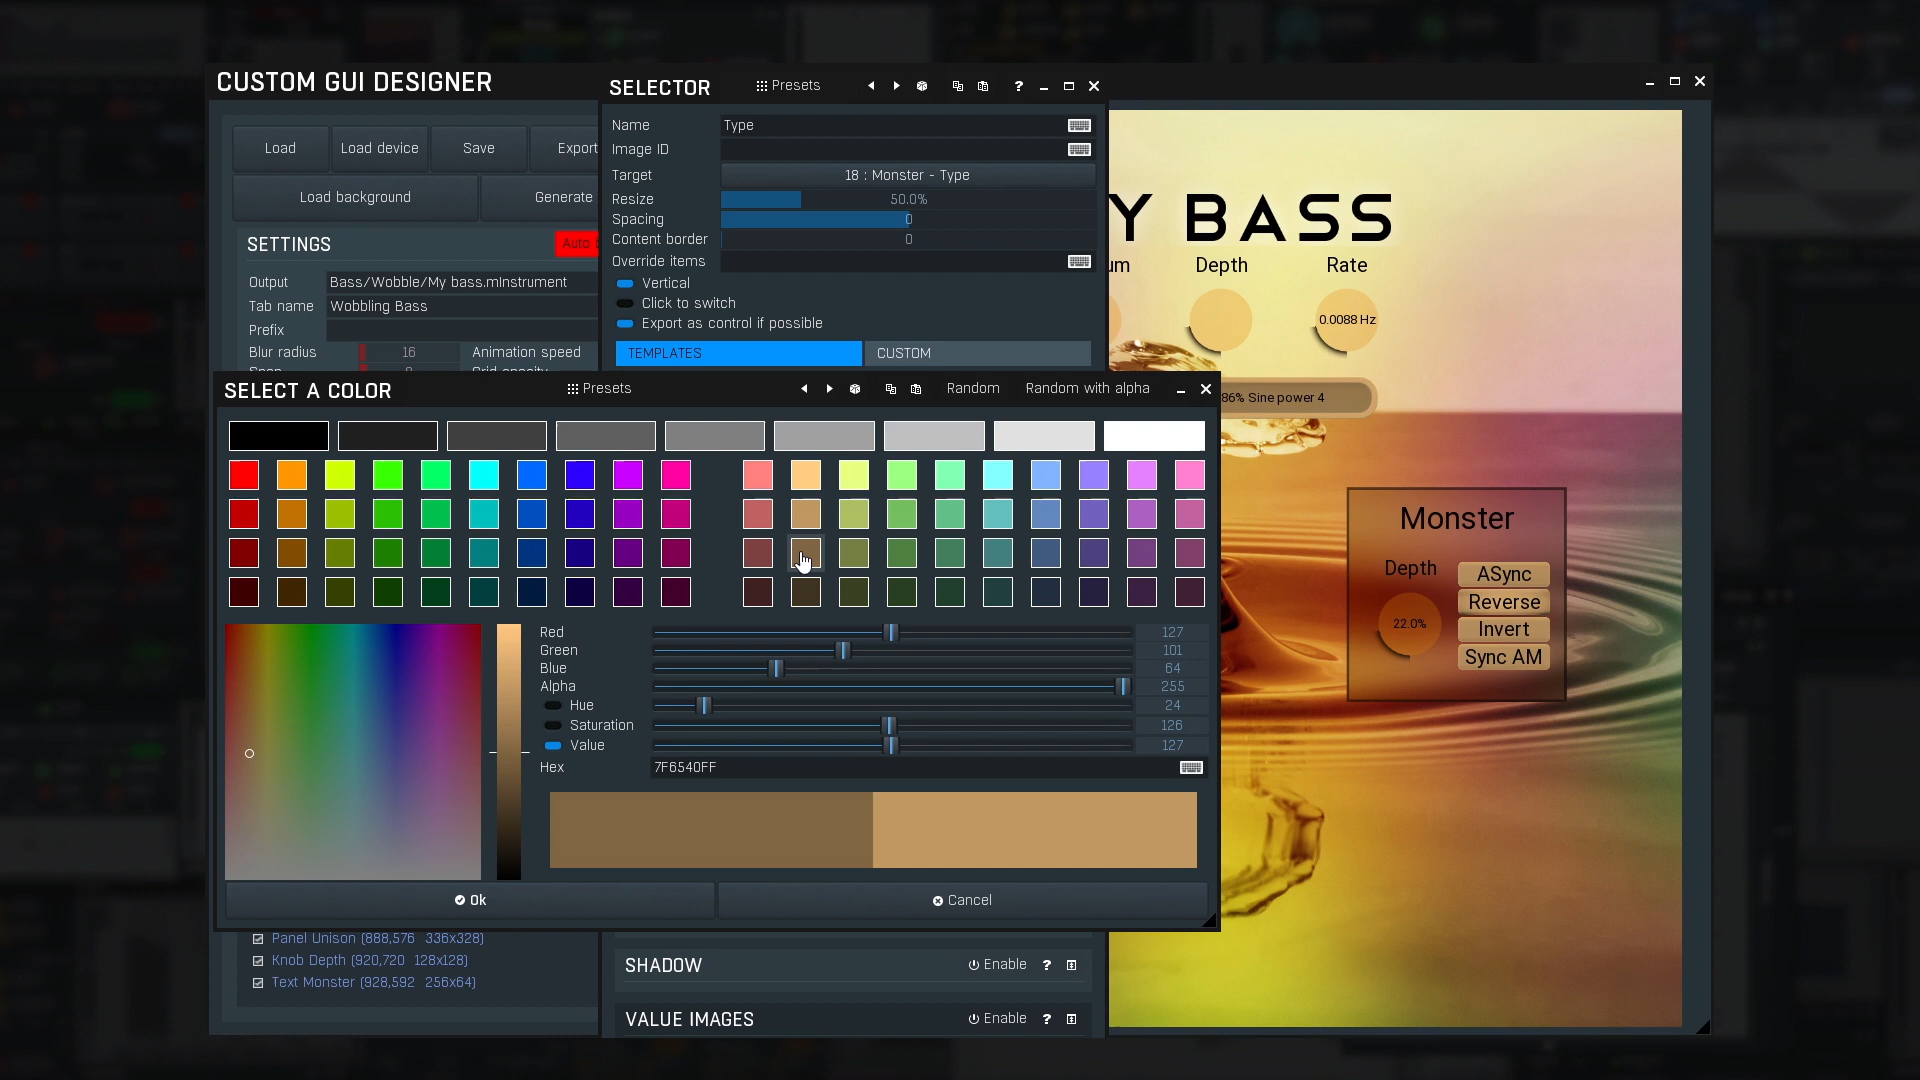 CUSTOM GUI DESIGNER
Load
Load device
Save
Export
Load background
Generate
SETTINGS
Auto
Output
Bass/Wobble/My bass.mInstrument
Tab name
Wobbling Bass
Prefix
Blur radius
16
Animation speed
SELECTOR
Presets
?
Name
Type
Image ID
Target
18 : Monster - Type
Resize
50.0%
Spacing
0
Content border
0
Override items
Vertical
Click to switch
Export as control if possible
TEMPLATES
CUSTOM
Y BASS
um
Depth
Rate
0.0088 Hz
86% Sine power 4
Monster
Depth
22.0%
ASync
Reverse
Invert
Sync AM
SELECT A COLOR
Presets
Random
Random with alpha
Red
127
Green
101
Blue
64
Alpha
255
Hue
24
Saturation
126
Value
127
Hex
7F6540FF
Ok
Cancel
Panel Unison (888,576 336x328)
Knob Depth (920,720 128x128)
Text Monster (928,592 256x64)
SHADOW
Enable
?
VALUE IMAGES
Enable
?